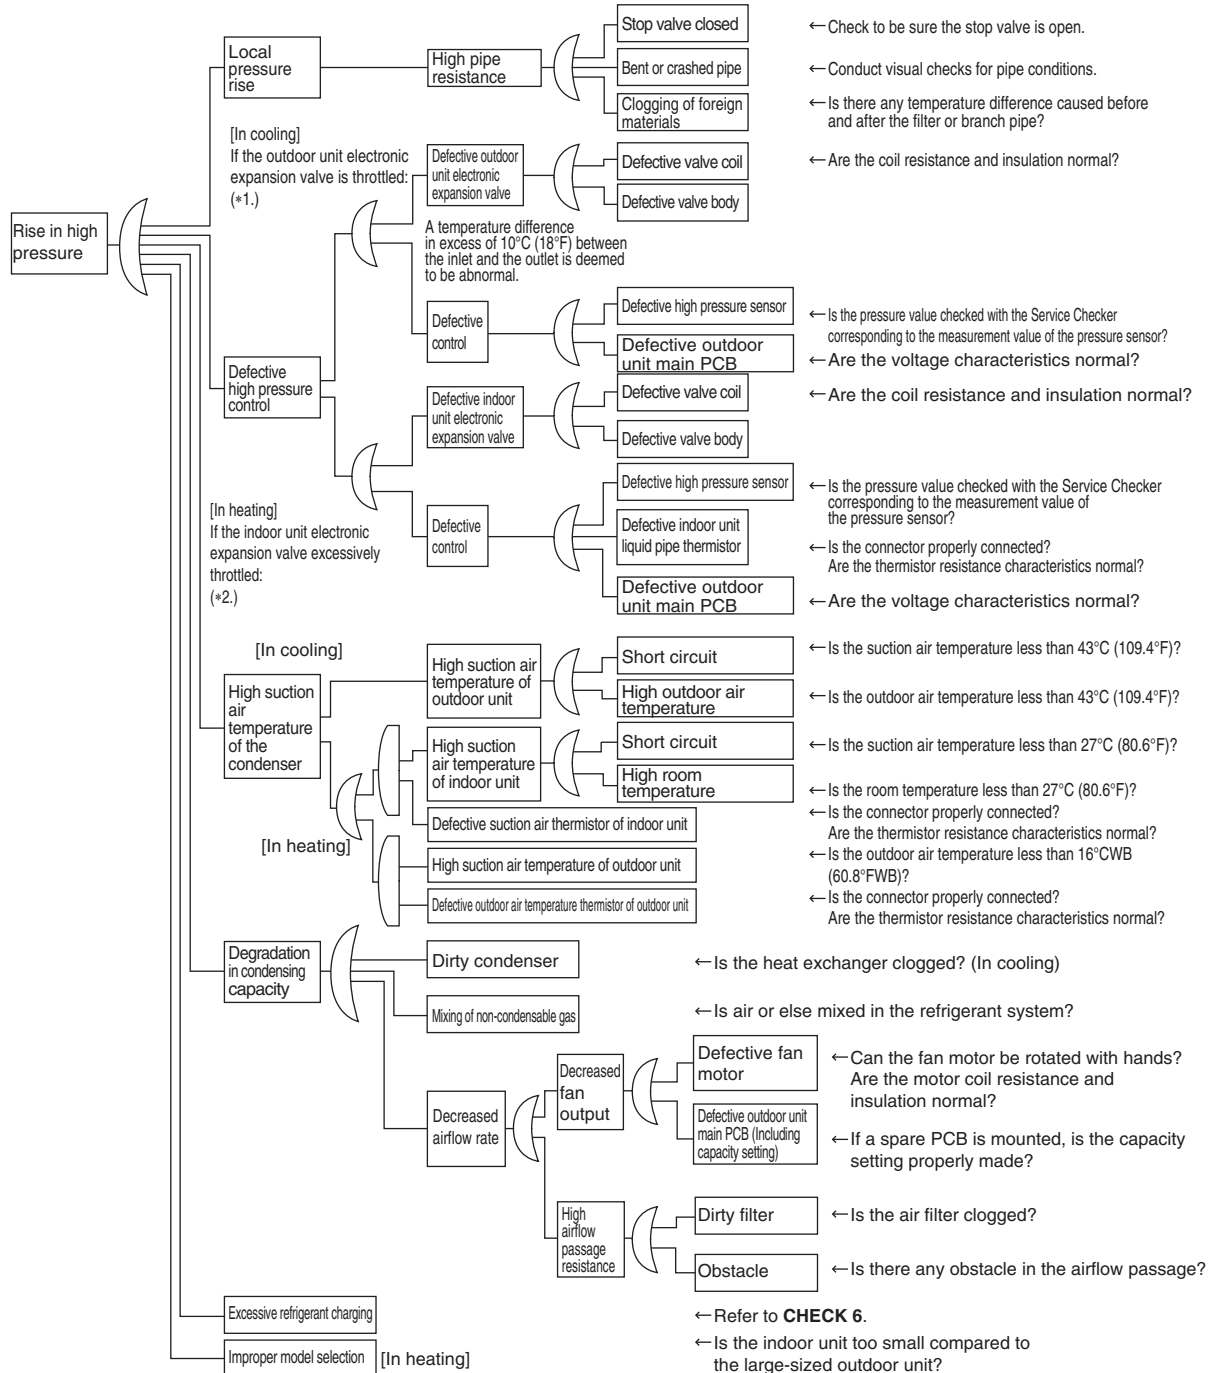 Stop valve closed
←Check to be sure the stop valve is open.
Local
pressure
rise
High pipe
resistance
Bent or crashed pipe
←Conduct visual checks for pipe conditions.
Clogging of foreign
materials
←Is there any temperature difference caused before
and after the filter or branch pipe?
[In cooling]
If the outdoor unit electronic
expansion valve is throttled:
(*1.)
Defective outdoor
unit electronic
expansion valve
Defective valve coil
←Are the coil resistance and insulation normal?
Defective valve body
Rise in high
pressure
A temperature difference
in excess of 10°C (18°F) between
the inlet and the outlet is deemed
to be abnormal.
Defective
control
Defective high pressure sensor
←Is the pressure value checked with the Service Checker
corresponding to the measurement value of the pressure sensor?
Defective outdoor
unit main PCB
←Are the voltage characteristics normal?
Defective
high pressure
control
Defective indoor
unit electronic
expansion valve
Defective valve coil
←Are the coil resistance and insulation normal?
Defective valve body
Defective high pressure sensor
←Is the pressure value checked with the Service Checker
corresponding to the measurement value of
the pressure sensor?
[In heating]
If the indoor unit electronic
expansion valve excessively
throttled:
(*2.)
Defective
control
Defective indoor unit
liquid pipe thermistor
←Is the connector properly connected?
Are the thermistor resistance characteristics normal?
Defective outdoor
unit main PCB
←Are the voltage characteristics normal?
[In cooling]
High suction
air
temperature
of the
condenser
High suction air
temperature of
outdoor unit
Short circuit
←Is the suction air temperature less than 43°C (109.4°F)?
High outdoor air
temperature
←Is the outdoor air temperature less than 43°C (109.4°F)?
High suction
air temperature
of indoor unit
Short circuit
←Is the suction air temperature less than 27°C (80.6°F)?
High room
temperature
←Is the room temperature less than 27°C (80.6°F)?
[In heating]
Defective suction air thermistor of indoor unit
←Is the connector properly connected?
Are the thermistor resistance characteristics normal?
High suction air temperature of outdoor unit
←Is the outdoor air temperature less than 16°CWB
(60.8°FWB)?
Defective outdoor air temperature thermistor of outdoor unit
←Is the connector properly connected?
Are the thermistor resistance characteristics normal?
Degradation
in condensing
capacity
Dirty condenser
←Is the heat exchanger clogged? (In cooling)
Mixing of non-condensable gas
←Is air or else mixed in the refrigerant system?
Decreased
airflow rate
Decreased
fan
output
Defective fan
motor
←Can the fan motor be rotated with hands?
Are the motor coil resistance and
insulation normal?
Defective outdoor unit
main PCB (Including
capacity setting)
←If a spare PCB is mounted, is the capacity
setting properly made?
High
airflow
passage
resistance
Dirty filter
←Is the air filter clogged?
Obstacle
←Is there any obstacle in the airflow passage?
Excessive refrigerant charging
←Refer to CHECK 6.
Improper model selection
[In heating]
←Is the indoor unit too small compared to
the large-sized outdoor unit?